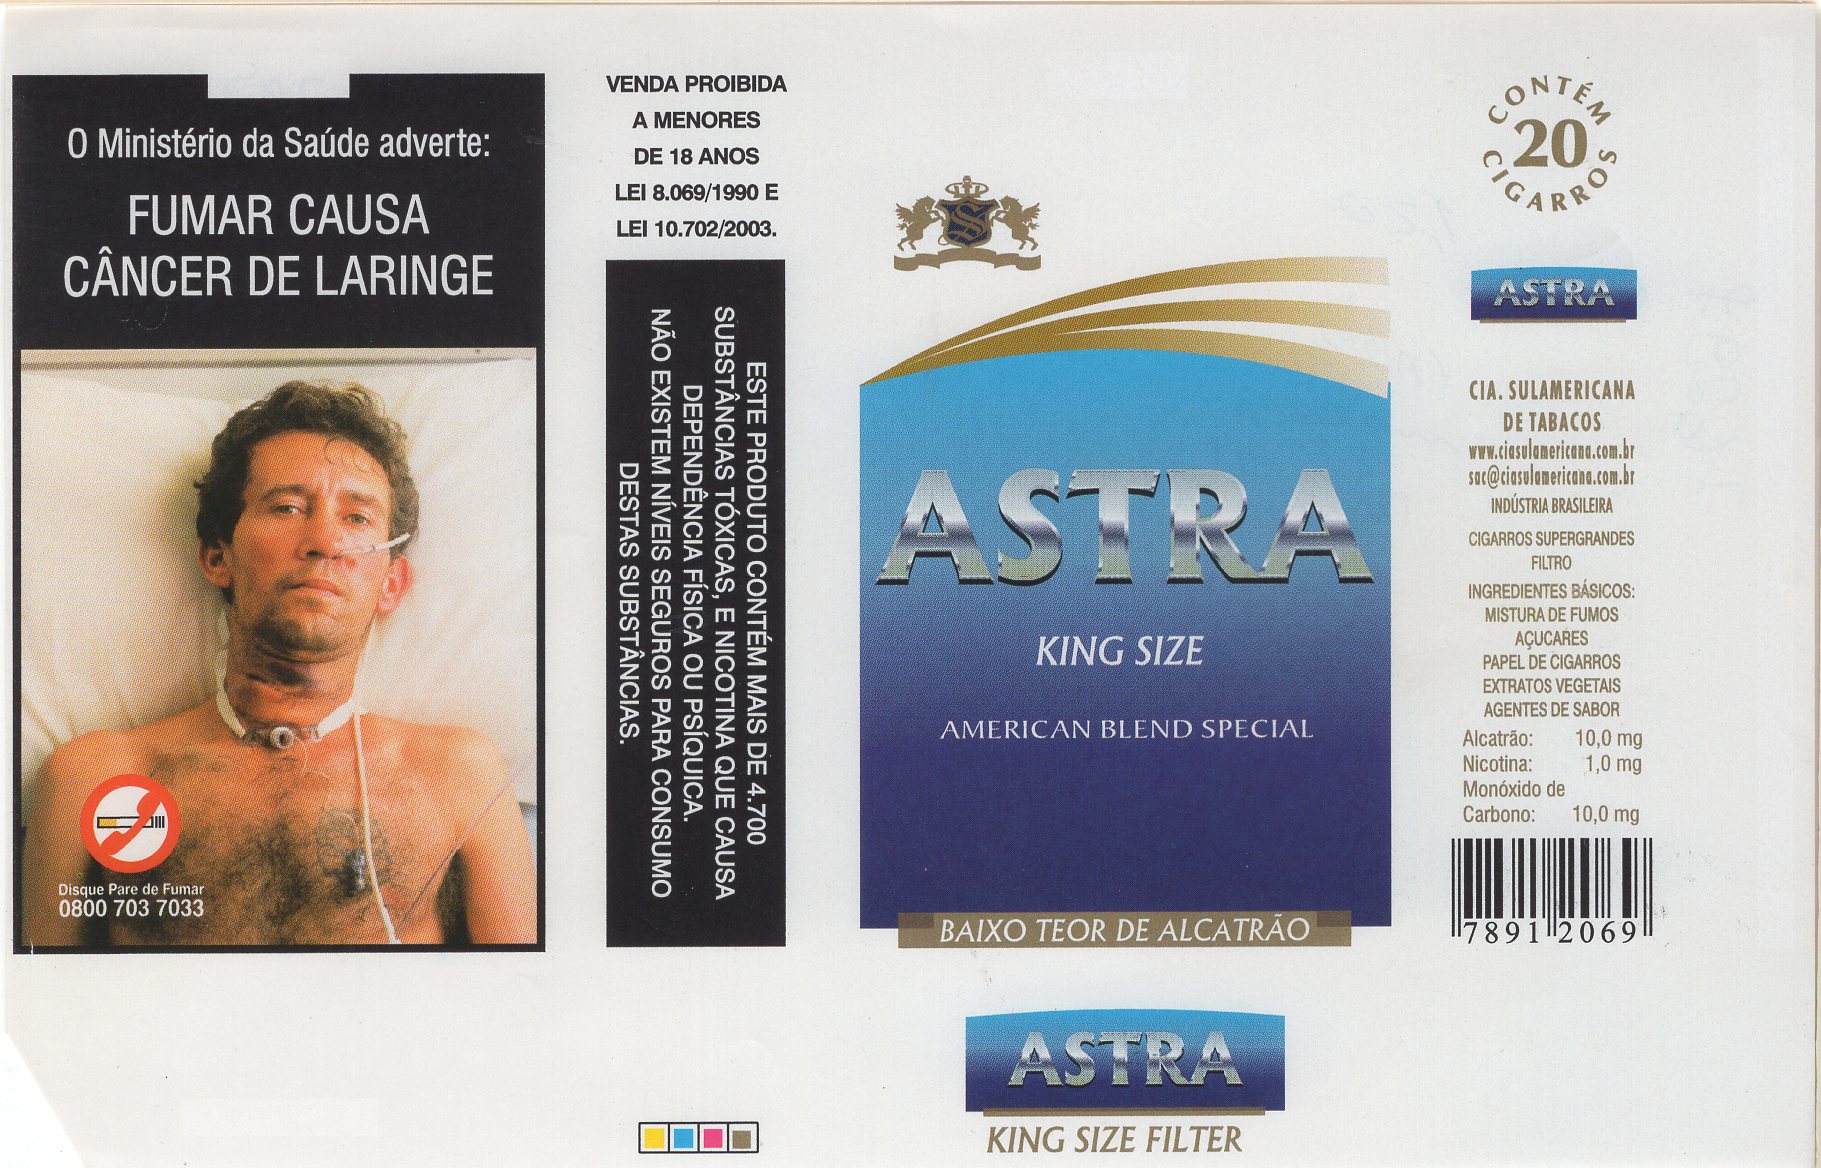 O Ministério da Saúde adverte:
FUMAR CAUSA
CÂNCER DE LARINGE
Disque Pare de Fumar
0800 703 7033
VENDA PROIBIDA
A MENORES
DE 18 ANOS
LEI 8.069/1990 E
LEI 10.702/2003.
ESTE PRODUTO CONTÉM MAIS DE 4.700
SUBSTÂNCIAS TÓXICAS, E NICOTINA QUE CAUSA
DEPENDÊNCIA FÍSICA OU PSÍQUICA.
NÃO EXISTEM NÍVEIS SEGUROS PARA CONSUMO
DESTAS SUBSTÂNCIAS.
S
ASTRA
KING SIZE
AMERICAN BLEND SPECIAL
BAIXO TEOR DE ALCATRÃO
ASTRA
KING SIZE FILTER
CONTÉM
20
CIGARROS
ASTRA
CIA. SULAMERICANA
DE TABACOS
www.ciasulamericana.com.br
sac@ciasulamericana.com.br
INDÚSTRIA BRASILEIRA
CIGARROS SUPERGRANDES
FILTRO
INGREDIENTES BÁSICOS:
MISTURA DE FUMOS
AÇUCARES
PAPEL DE CIGARROS
EXTRATOS VEGETAIS
AGENTES DE SABOR
Alcatrão: 10,0 mg
Nicotina: 1,0 mg
Monóxido de
Carbono: 10,0 mg
7891 2069